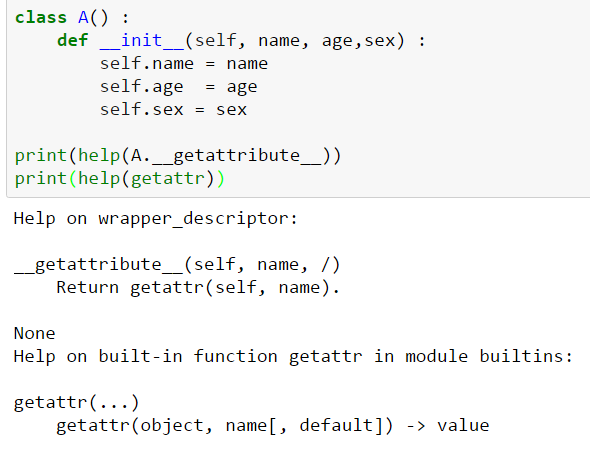 class A() :
    def __init__(self, name, age,sex) :
        self.name = name
        self.age  = age
        self.sex = sex

print(help(A.__getattribute__))
print(help(getattr))
Help on wrapper_descriptor:

__getattribute__(self, name, /)
    Return getattr(self, name).

None
Help on built-in function getattr in module builtins:

getattr(...)
    getattr(object, name[, default]) -> value